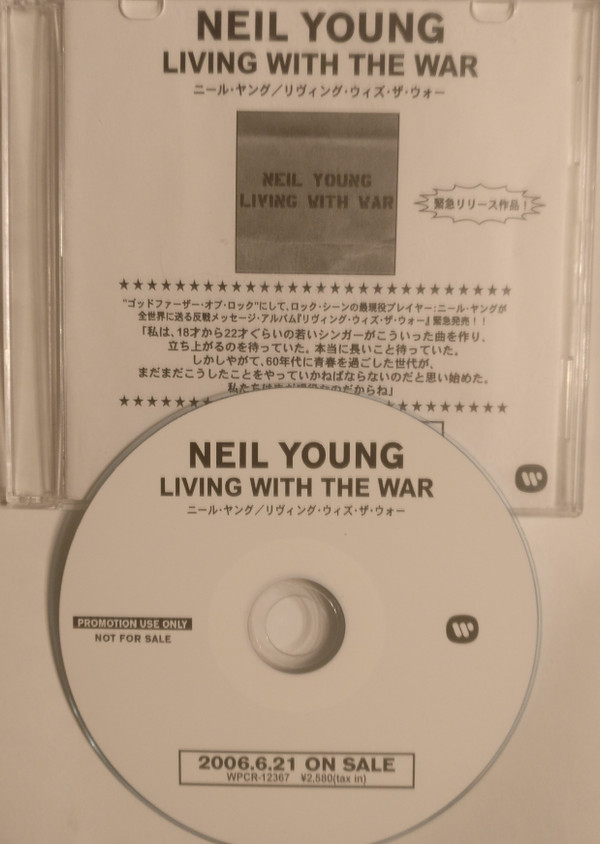 NEIL YOUNG
LIVING WITH THE WAR
ニール・ヤング／リヴィング・ウィズ・ザ・ウォー
NEIL YOUNG
LIVING WITH WAR
緊急リリース作品！
★★★★★★★★★★★★★★★★★★★★★★★★★★★★★★
"ゴッドファーザー・オブ・ロック"にして、ロック・シーンの最現役プレイヤー：ニール・ヤングが
全世界に送る反戦メッセージ・アルバム『リヴィング・ウィズ・ザ・ウォー』緊急発売！！
「私は、18才から22才ぐらいの若いシンガーがこういった曲を作り、
立ち上がるのを待っていた。本当に長いこと待っていた。
しかしやがて、60年代に青春を過ごした世代が、
まだまだこうしたことをやっていかねばならないのだと思い始めた。
私たちは だからね」
NEIL YOUNG
LIVING WITH THE WAR
ニール・ヤング／リヴィング・ウィズ・ザ・ウォー
PROMOTION USE ONLY
NOT FOR SALE
2006.6.21 ON SALE
WPCR-12367 ¥2,580(tax in)